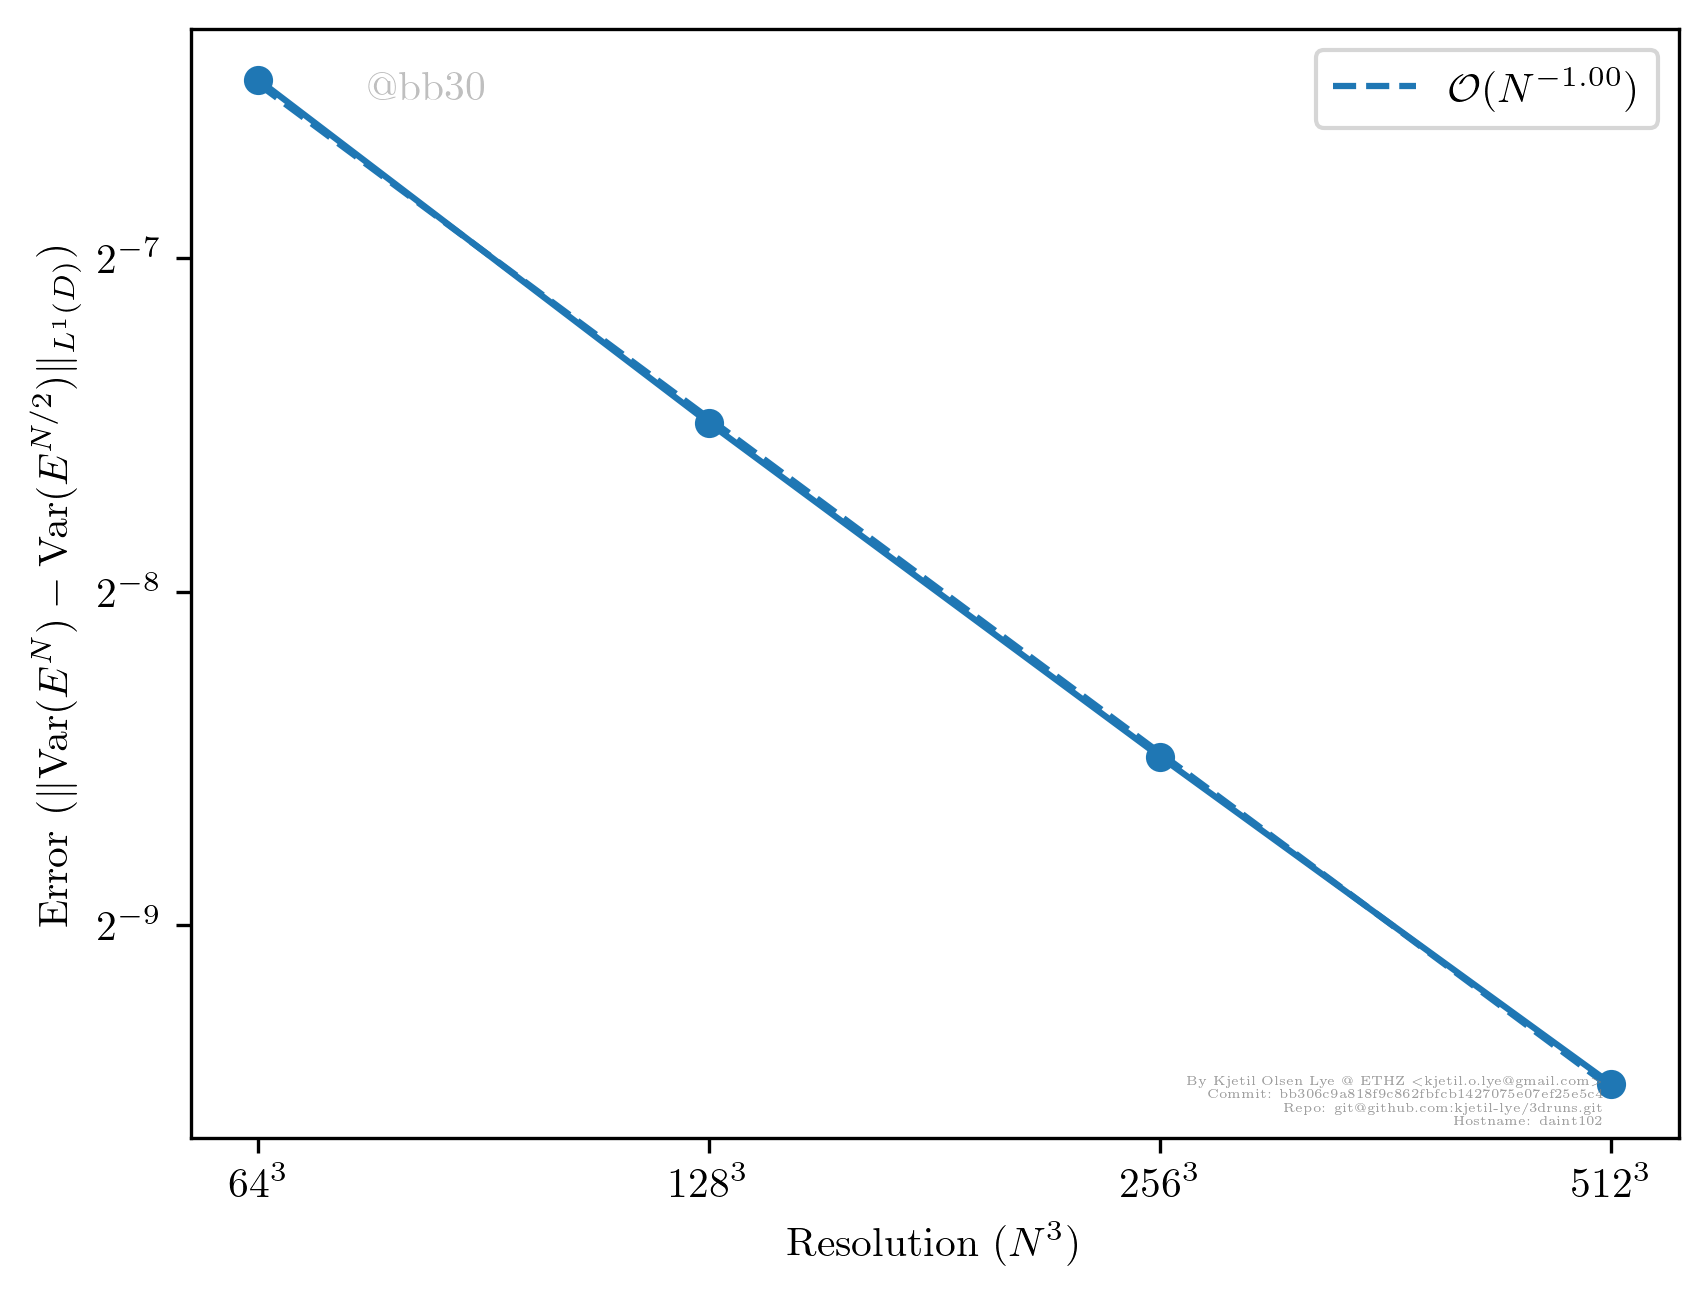 @bb30
𝒪(N^{-1.00})
2^{-7}
2^{-8}
2^{-9}
Error (‖Var(E^N) − Var(E^{N/2})‖_{L^1(D)})
By Kjetil Olsen Lye @ ETHZ <kjetil.o.lye@gmail.com>
Commit: bb306c9a818f9c862fbfcb1427075e07ef25e5c4
Repo: git@github.com:kjetil-lye/3druns.git
Hostname: daint102
64^3 128^3 256^3 512^3
Resolution (N^3)